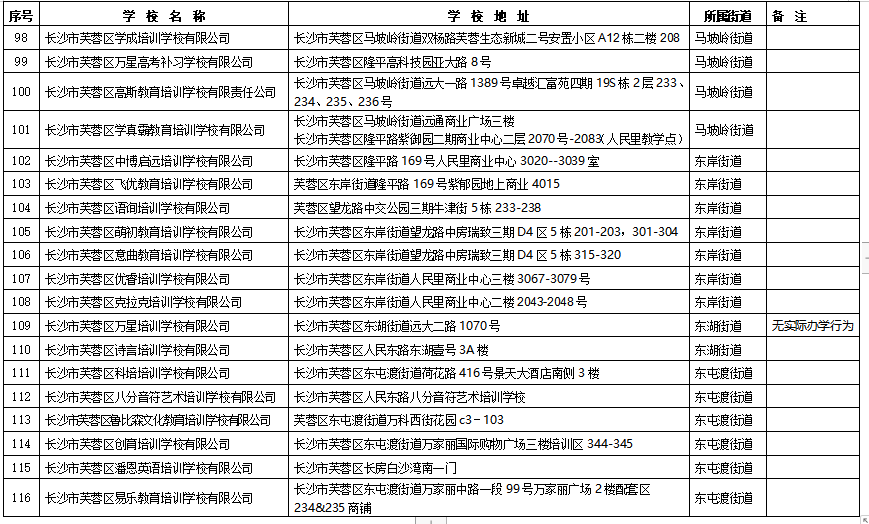 序号 学 校 名 称 学 校 地 址 所属街道 备 注
98 长沙市芙蓉区学成培训学校有限公司 长沙市芙蓉区马坡岭街道双杨路芙蓉生态新城二号安置小区A12栋二楼208 马坡岭街道
99 长沙市芙蓉区万星高考补习学校有限公司 长沙市芙蓉区隆平高科技园亚大路8号 马坡岭街道
100 长沙市芙蓉区高斯教育培训学校有限责任公司 长沙市芙蓉区马坡岭街道远大一路1389号卓越汇富苑四期19S栋2层233、
234、235、236号 马坡岭街道
101 长沙市芙蓉区学真霸教育培训学校有限公司 长沙市芙蓉区马坡岭街道远通商业广场三楼
长沙市芙蓉区隆平路紫御园二期商业中心二层2070号-2083(人民里教学点） 马坡岭街道
102 长沙市芙蓉区中博启远培训学校有限公司 长沙市芙蓉区隆平路169号人民里商业中心3020--3039室 东岸街道
103 长沙市芙蓉区飞优教育培训学校有限公司 芙蓉区东岸街道隆平路169号紫郁园地上商业4015 东岸街道
104 长沙市芙蓉区语询培训学校有限公司 芙蓉区望龙路中交公园三期牛津街5栋233-238 东岸街道
105 长沙市芙蓉区萌初教育培训学校有限公司 长沙市芙蓉区东岸街道望龙路中房瑞致三期D4区5栋201-203，301-304 东岸街道
106 长沙市芙蓉区意曲教育培训学校有限公司 长沙市芙蓉区东岸街道望龙路中房瑞致三期D4区5栋315-320 东岸街道
107 长沙市芙蓉区优睿培训学校有限公司 长沙市芙蓉区东岸街道人民里商业中心三楼3067-3079号 东岸街道
108 长沙市芙蓉区克拉克培训学校有限公司 长沙市芙蓉区东岸街道人民里商业中心二楼2043-2048号 东岸街道
109 长沙市芙蓉区万星培训学校有限公司 长沙市芙蓉区东湖街道远大二路1070号 东湖街道 无实际办学行为
110 长沙市芙蓉区诗言培训学校有限公司 长沙市芙蓉区人民东路东湖壹号3A楼 东湖街道
111 长沙市芙蓉区科培培训学校有限公司 长沙市芙蓉区东屯渡街道荷花路416号景天大酒店南侧3楼 东屯渡街道
112 长沙市芙蓉区八分音符艺术培训学校有限公司 长沙市芙蓉区人民东路八分音符艺术培训学校 东屯渡街道
113 长沙市芙蓉区鲁比森文化教育培训学校有限公司 芙蓉区东屯渡街道万科西街花园c3－103 东屯渡街道
114 长沙市芙蓉区创育培训学校有限公司 长沙市芙蓉区东屯渡街道万家丽国际购物广场三楼培训区344-345 东屯渡街道
115 长沙市芙蓉区潘恩英语培训学校有限公司 长沙市芙蓉区长房白沙湾南一门 东屯渡街道
116 长沙市芙蓉区易乐教育培训学校有限公司 长沙市芙蓉区东屯渡街道万家丽中路一段99号万家丽广场2楼配套区
234&235商铺 东屯渡街道